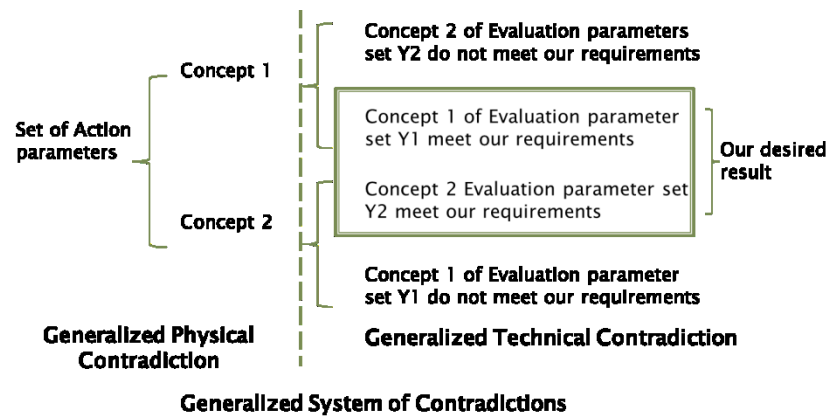 Concept 2 of Evaluation parameters
set Y2 do not meet our requirements
Concept 1
Concept 1 of Evaluation parameter
set Y1 meet our requirements
Set of Action
parameters
Our desired
result
Concept 2 Evaluation parameter set
Y2 meet our requirements
Concept 2
Concept 1 of Evaluation parameter
set Y1 do not meet our requirements
Generalized Physical
Contradiction
Generalized Technical Contradiction
Generalized System of Contradictions